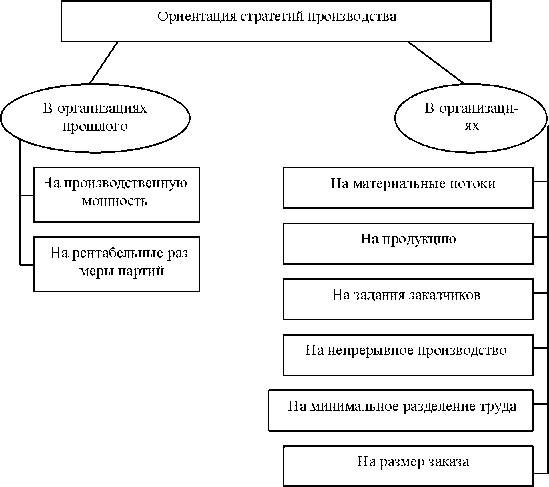 Ориентация стратегий производства
В организациях
прошлого
В организаци-
ях
На производственную
мощность
На рентабельные раз
меры партий
На материальные потоки
На продукцию
На задания заказчиков
На непрерывное производство
На минимальное разделение труда
На размер заказа